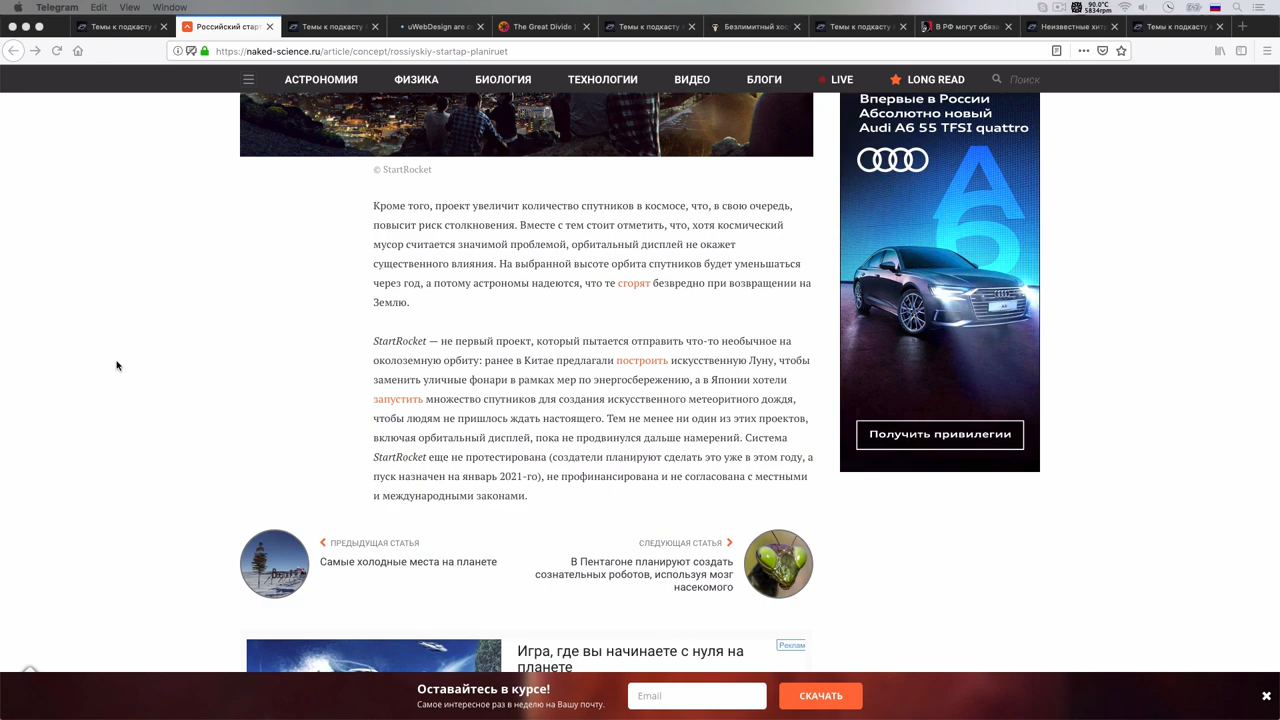 Telegram Edit View Window
90.0°C
5834rpm
Темы к подкасту
Российский старт
Темы к подкасту
uWebDesign are c
The Great Divide
Темы к подкасту
Безлимитный хос
Темы к подкасту
В РФ могут обяза
Неизвестные хит
Темы к подкасту
https://naked-science.ru/article/concept/rossiyskiy-startap-planiruet
АСТРОНОМИЯ ФИЗИКА БИОЛОГИЯ ТЕХНОЛОГИИ ВИДЕО БЛОГИ LIVE LONG READ Поиск
© StartRocket
Кроме того, проект увеличит количество спутников в космосе, что, в свою очередь,
повысит риск столкновения. Вместе с тем стоит отметить, что, хотя космический
мусор считается значимой проблемой, орбитальный дисплей не окажет
существенного влияния. На выбранной высоте орбита спутников будет уменьшаться
через год, а потому астрономы надеются, что те сгорят безвредно при возвращении на
Землю.
StartRocket — не первый проект, который пытается отправить что-то необычное на
околоземную орбиту: ранее в Китае предлагали построить искусственную Луну, чтобы
заменить уличные фонари в рамках мер по энергосбережению, а в Японии хотели
запустить множество спутников для создания искусственного метеоритного дождя,
чтобы людям не пришлось ждать настоящего. Тем не менее ни один из этих проектов,
включая орбитальный дисплей, пока не продвинулся дальше намерений. Система
StartRocket еще не протестирована (создатели планируют сделать это уже в этом году, а
пуск назначен на январь 2021-го), не профинансирована и не согласована с местными
и международными законами.
Впервые в России
Абсолютно новый
Audi A6 55 TFSI quattro
A
6
Получить привилегии
ПРЕДЫДУЩАЯ СТАТЬЯ
Самые холодные места на планете
СЛЕДУЮЩАЯ СТАТЬЯ
В Пентагоне планируют создать
сознательных роботов, используя мозг
насекомого
Игра, где вы начинаете с нуля на
планете
Реклам
Оставайтесь в курсе!
Самое интересное раз в неделю на Вашу почту.
Email
СКАЧАТЬ